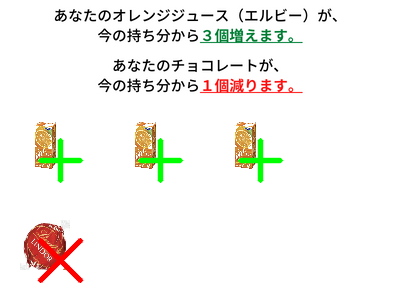 あなたのオレンジジュース（エルビー）が、
今の持ち分から３個増えます。
あなたのチョコレートが、
今の持ち分から１個減ります。
LINDOR